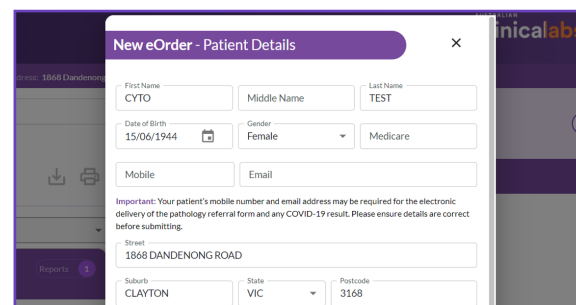 AUSTRALIAN
inicalabs
New eOrder - Patient Details
dress: 1868 Dandenong
First Name
CYTO
Middle Name
Last Name
TEST
Date of Birth
15/06/1944
Gender
Female
Medicare
Mobile
Email
Important: Your patient's mobile number and email address may be required for the electronic
delivery of the pathology referral form and any COVID-19 result. Please ensure details are correct
before submitting.
Street
1868 DANDENONG ROAD
Reports 1
Suburb
CLAYTON
State
VIC
Postcode
3168